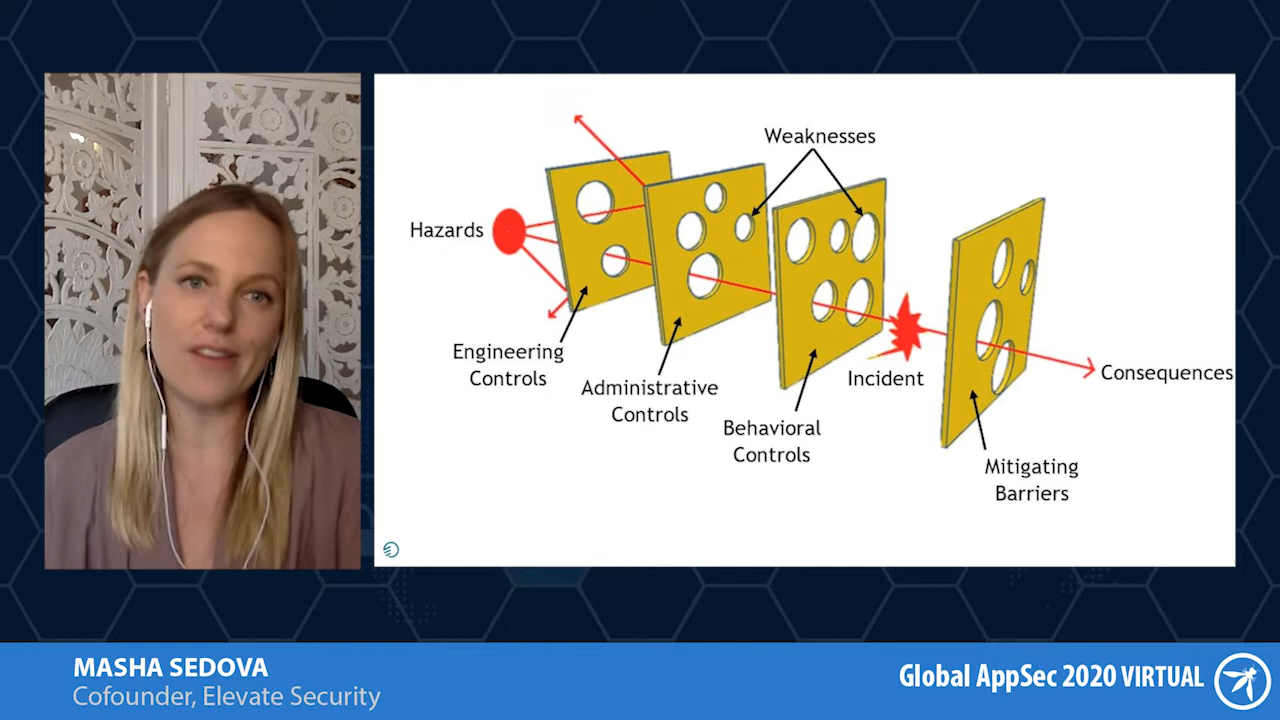 Weaknesses
Hazards
Engineering
Controls
Administrative
Controls
Behavioral
Controls
Incident
Consequences
Mitigating
Barriers
MASHA SEDOVA
Cofounder, Elevate Security
Global AppSec 2020 VIRTUAL